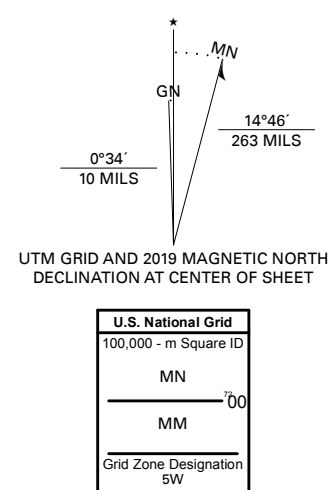 ★
MN
GN
14°46´
263 MILS
0°34´
10 MILS
UTM GRID AND 2019 MAGNETIC NORTH
DECLINATION AT CENTER OF SHEET
U.S. National Grid
100,000 - m Square ID
MN
7200
MM
Grid Zone Designation
5W